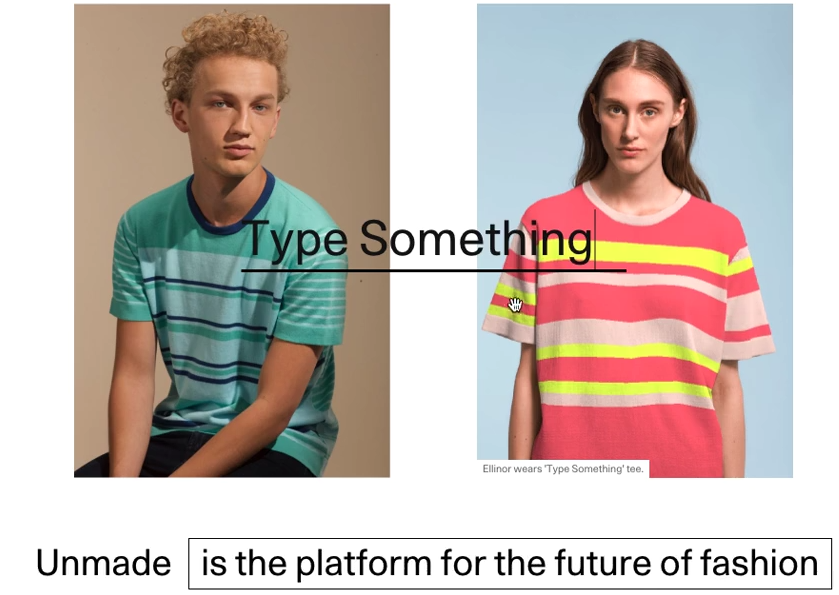 Type Something
Ellinor wears 'Type Something' tee.
Unmade is the platform for the future of fashion